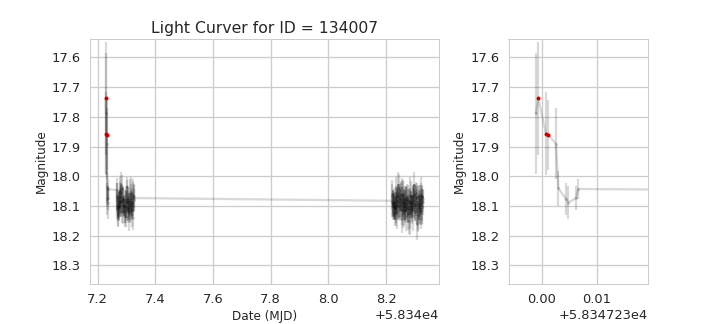 Light Curver for ID = 134007
Magnitude
17.6
17.7
17.8
17.9
18.0
18.1
18.2
18.3
7.2 7.4 7.6 7.8 8.0 8.2
Date (MJD)
+5.834e4
Magnitude
17.6
17.7
17.8
17.9
18.0
18.1
18.2
18.3
0.00 0.01
+5.834723e4